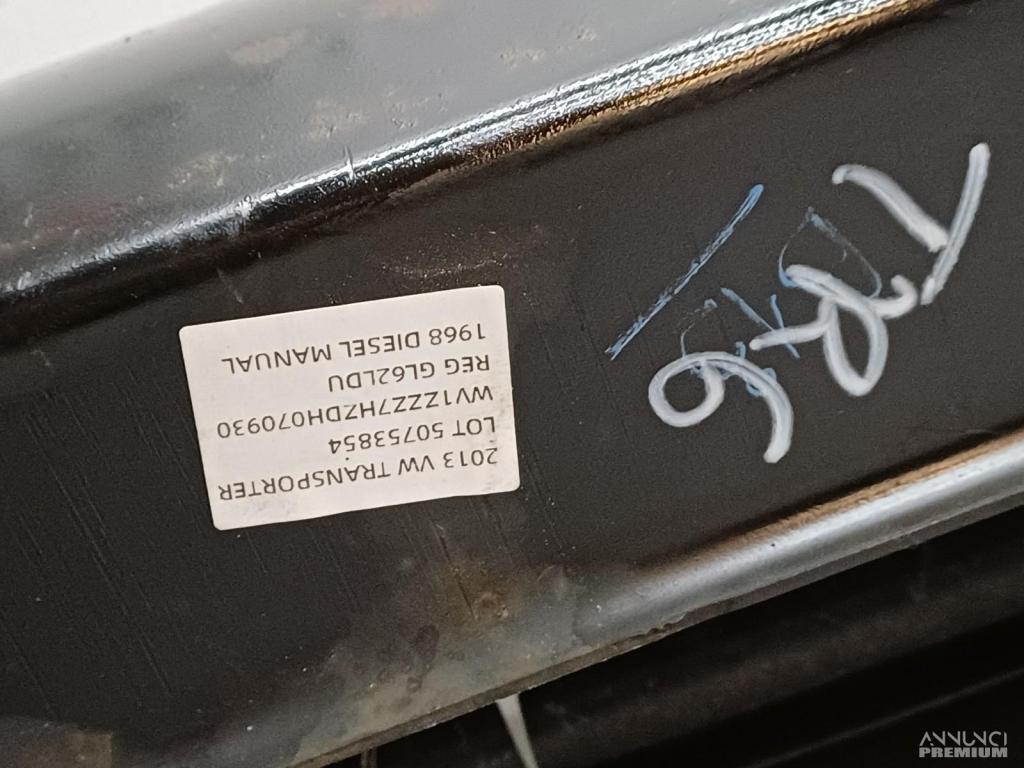 2013 VW TRANSPORTER
LOT 50753854
WV1ZZZ7HZDH070930
REG GL62LDU
1968 DIESEL MANUAL
ANNUNCI
PREMIUM